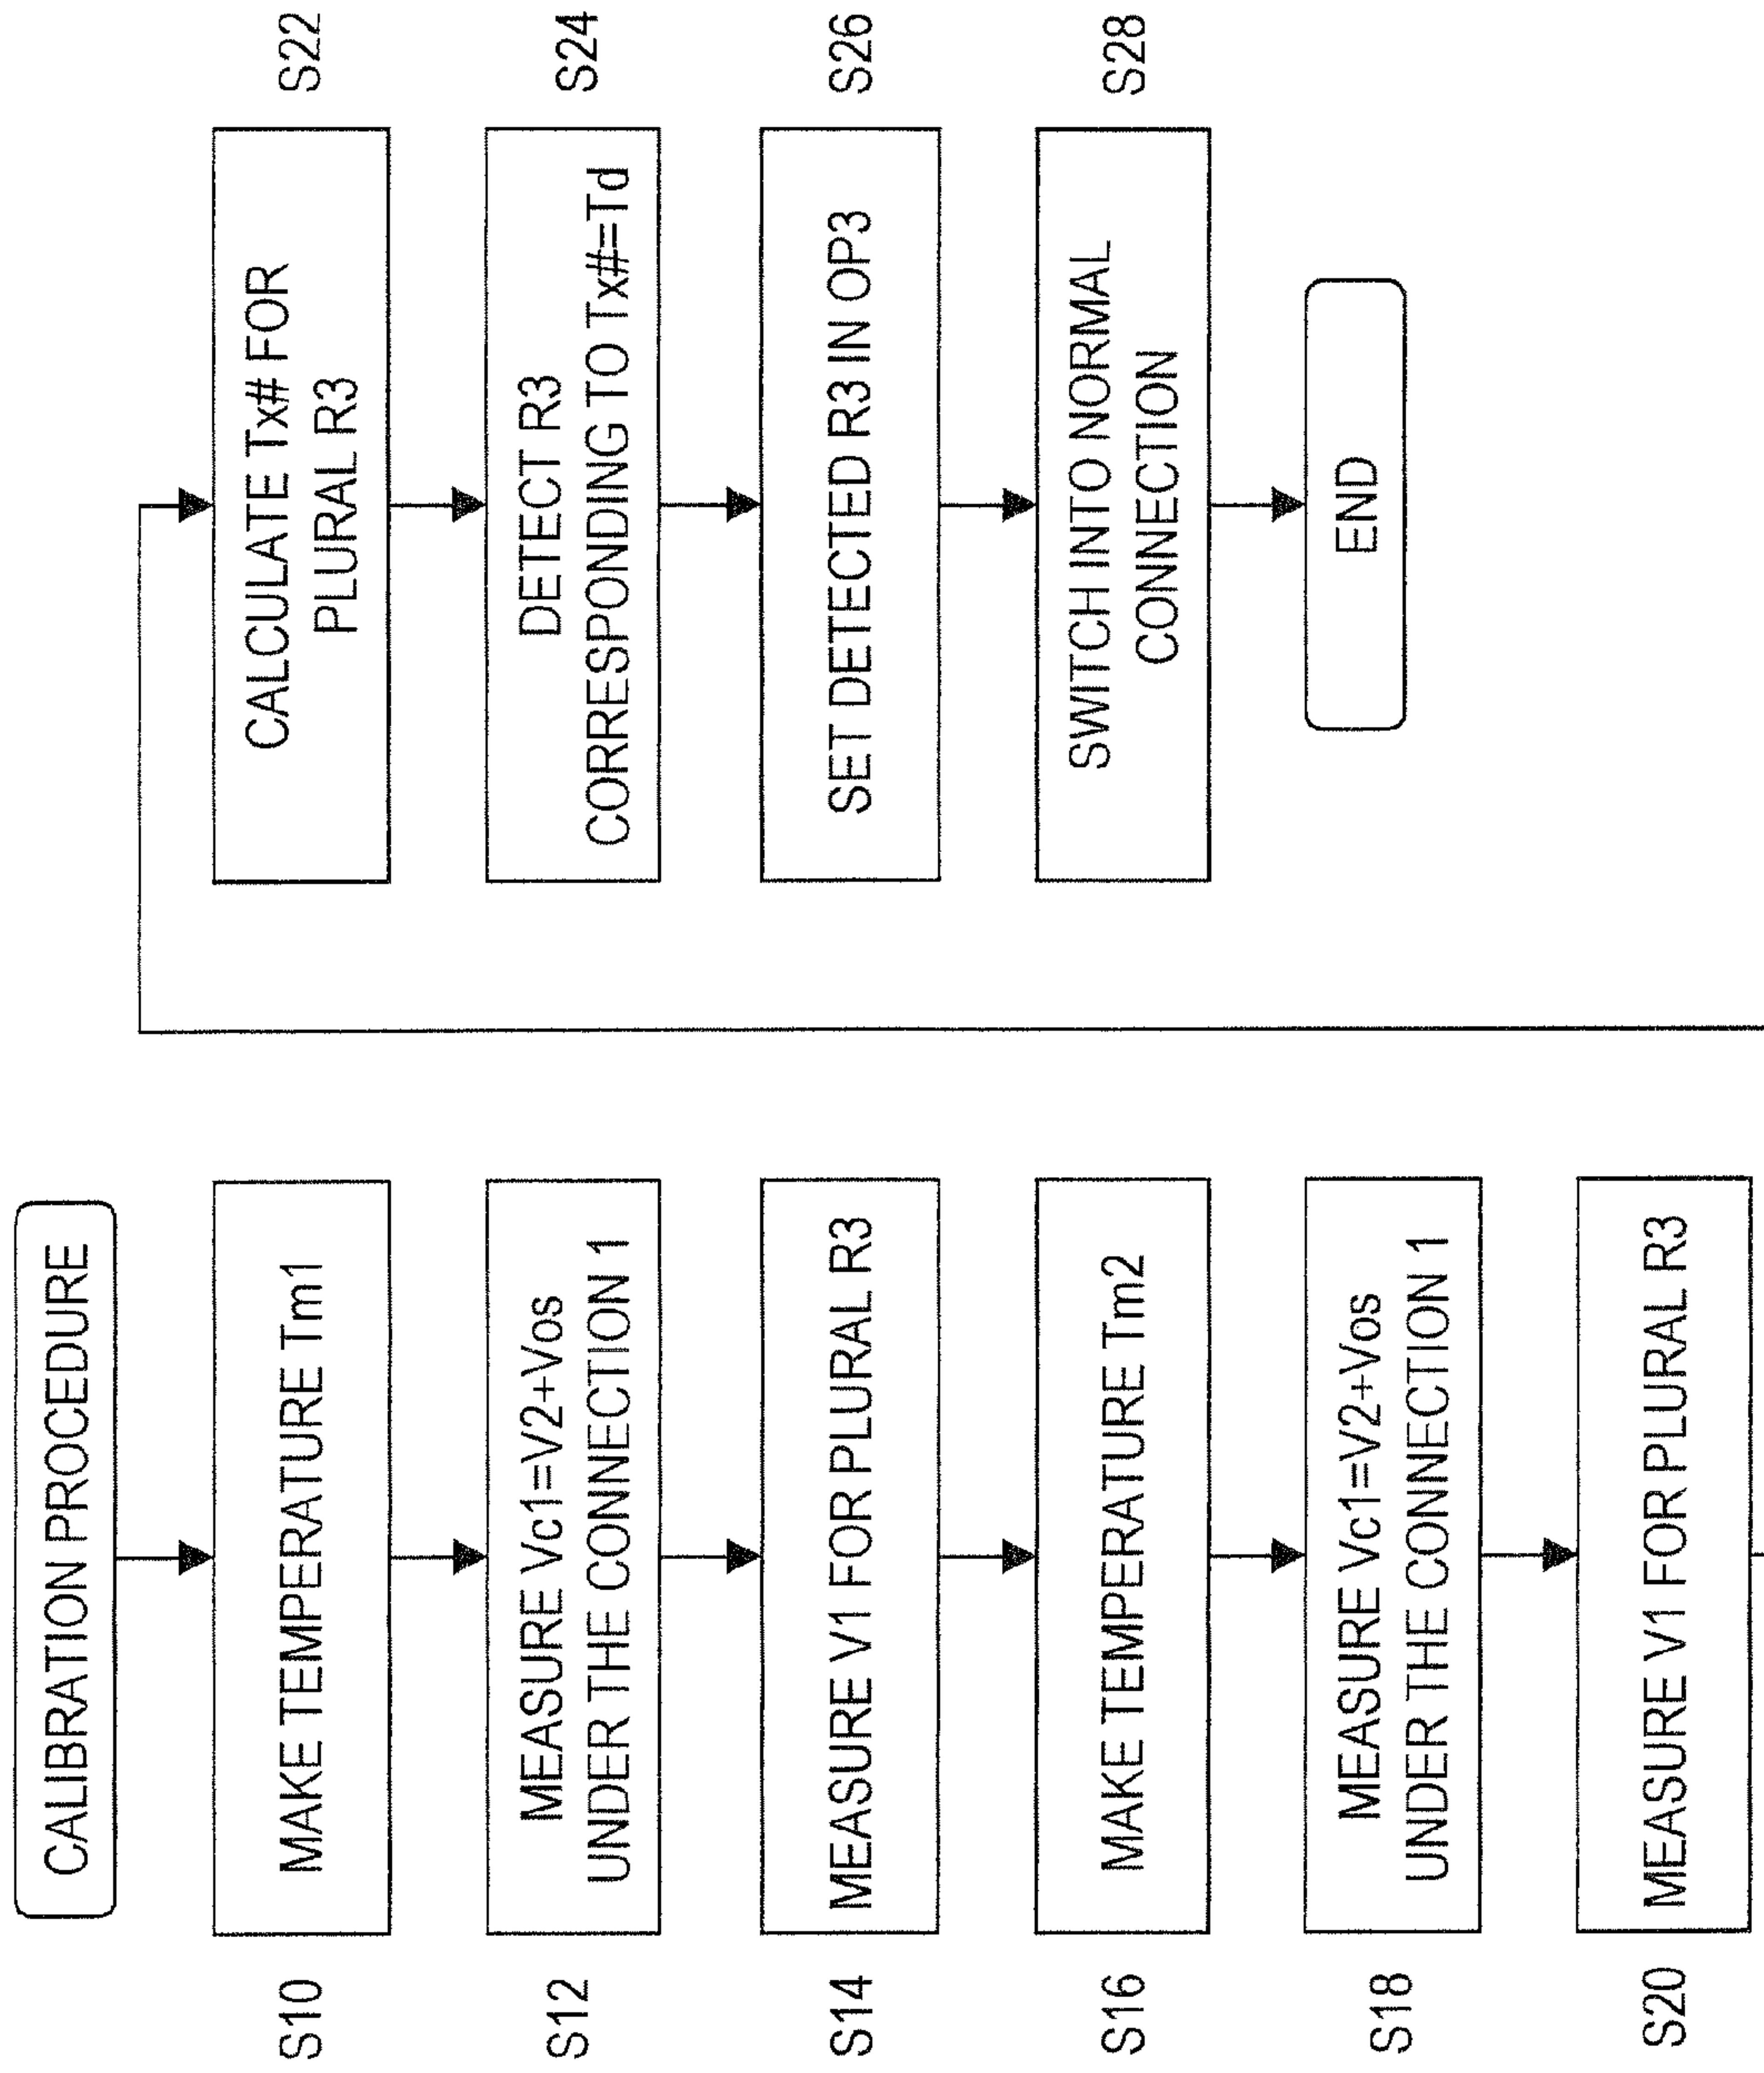 CALIBRATION PROCEDURE
S10
MAKE TEMPERATURE Tm1
S12
MEASURE Vc1=V2+Vos
UNDER THE CONNECTION 1
S14
MEASURE V1 FOR PLURAL R3
S16
MAKE TEMPERATURE Tm2
S18
MEASURE Vc1=V2+Vos
UNDER THE CONNECTION 1
S20
MEASURE V1 FOR PLURAL R3
CALCULATE Tx# FOR
PLURAL R3
S22
DETECT R3
CORRESPONDING TO Tx#=Td
S24
SET DETECTED R3 IN OP3
S26
SWITCH INTO NORMAL
CONNECTION
S28
END